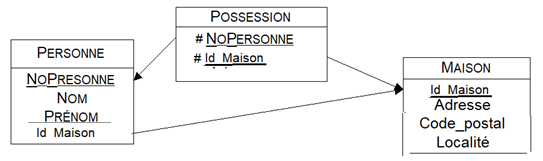 POSSESSION
# NOPERSONNE
# Id_Maison
PERSONNE
NOPRESONNE
NOM
PRÉNOM
Id_Maison
MAISON
Id_Maison
Adresse
Code_postal
Localité